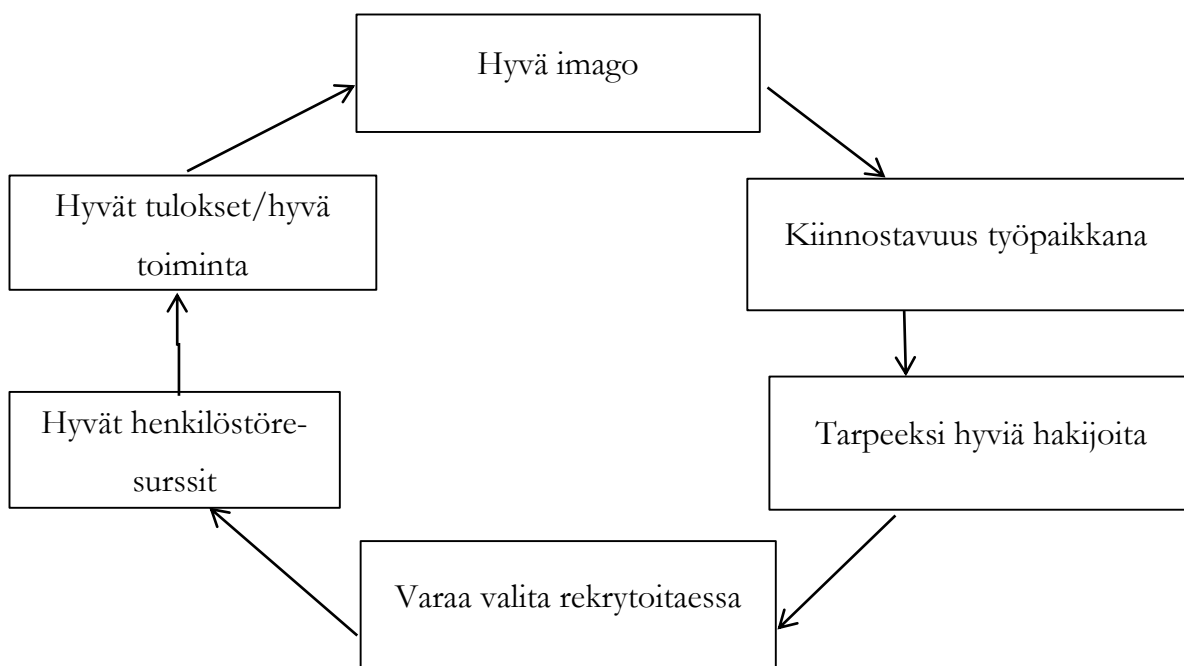 Hyvä imago
Hyvät tulokset/hyvä
toiminta
Kiinnostavuus työpaikkana
Hyvät henkilöstöre-
surssit
Tarpeeksi hyviä hakijoita
Varaa valita rekrytoitaessa